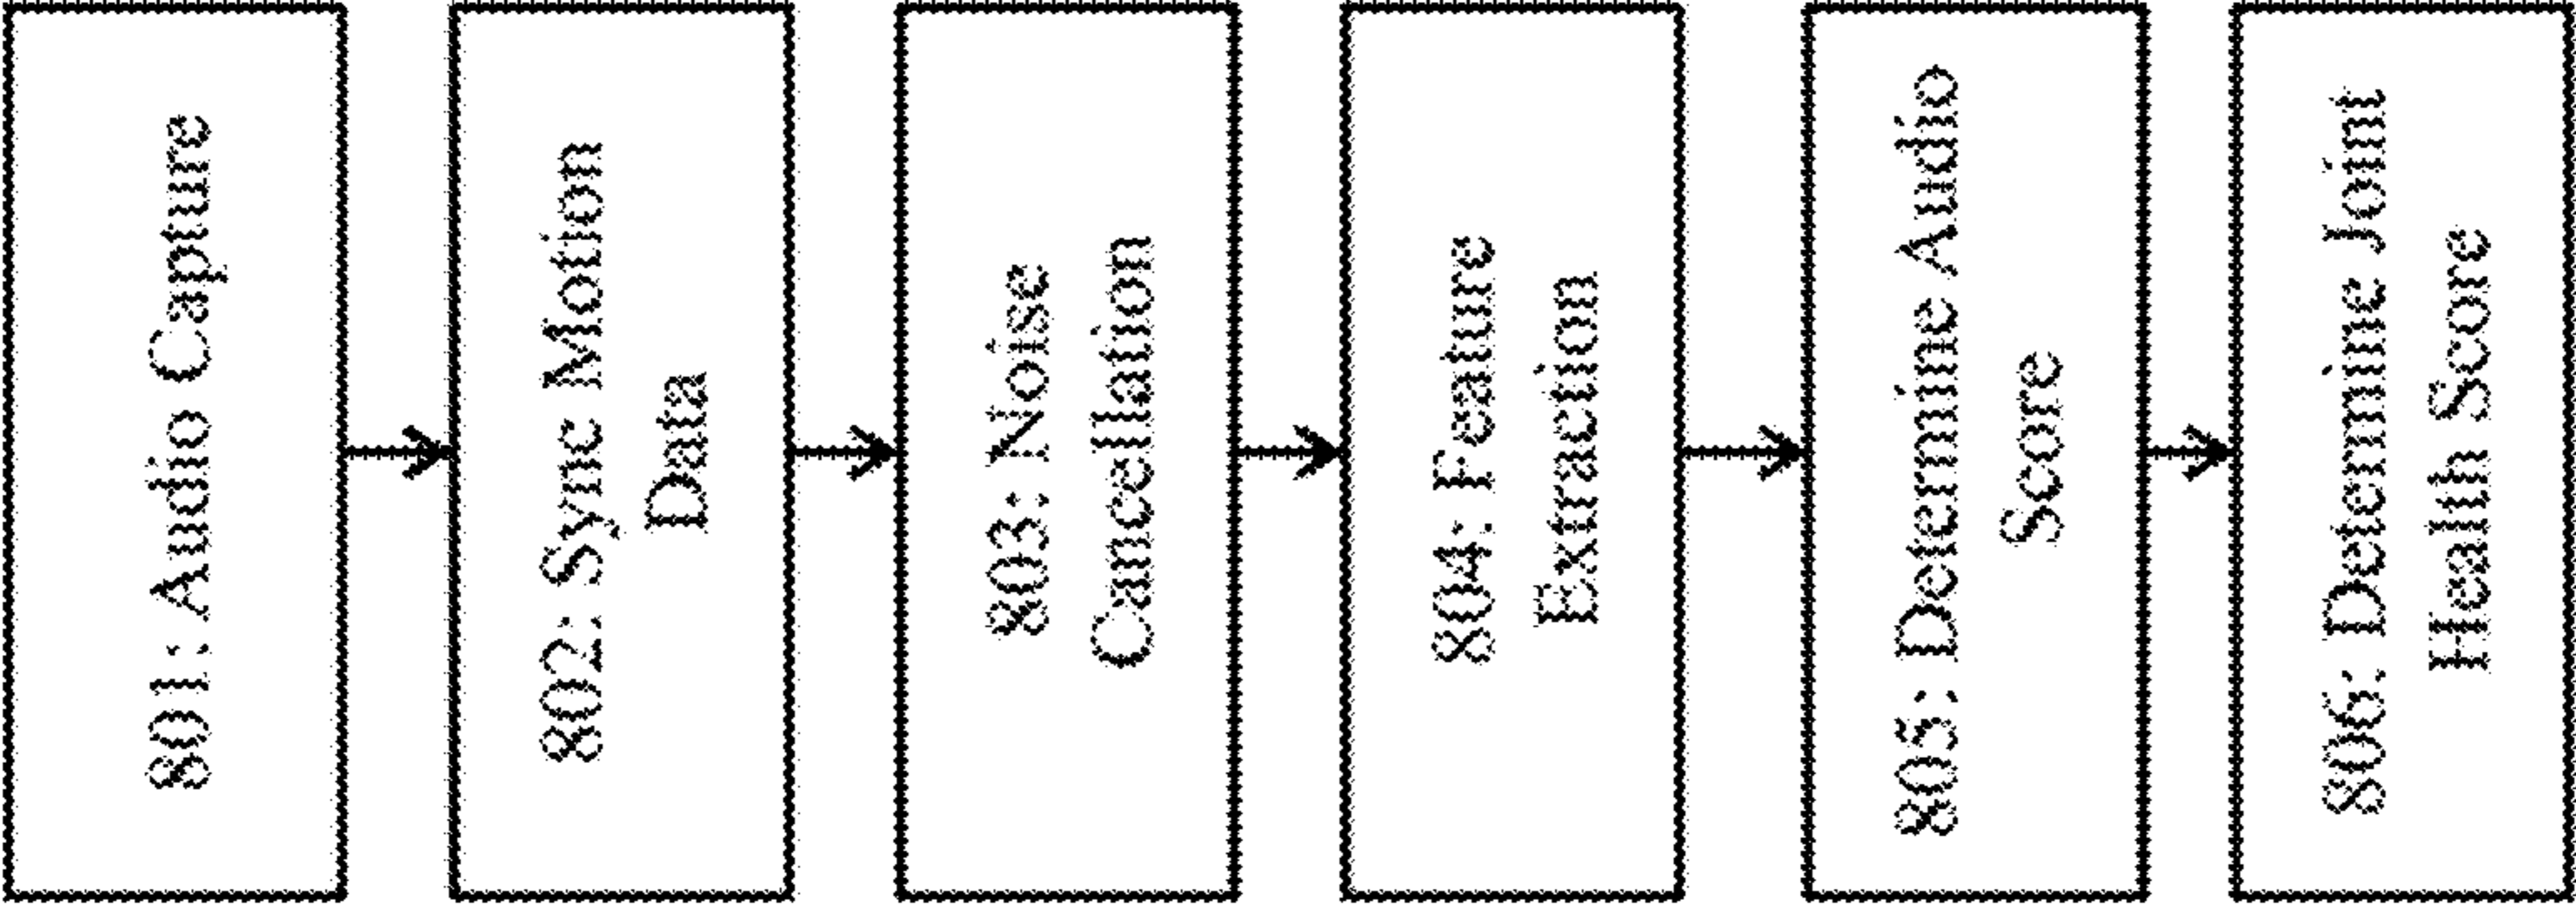 801: Audio Capture
802: Sync Motion
Data
803: Noise
Cancellation
804: Feature
Extraction
805: Determine Audio
Score
806: Determine Joint
Health Score